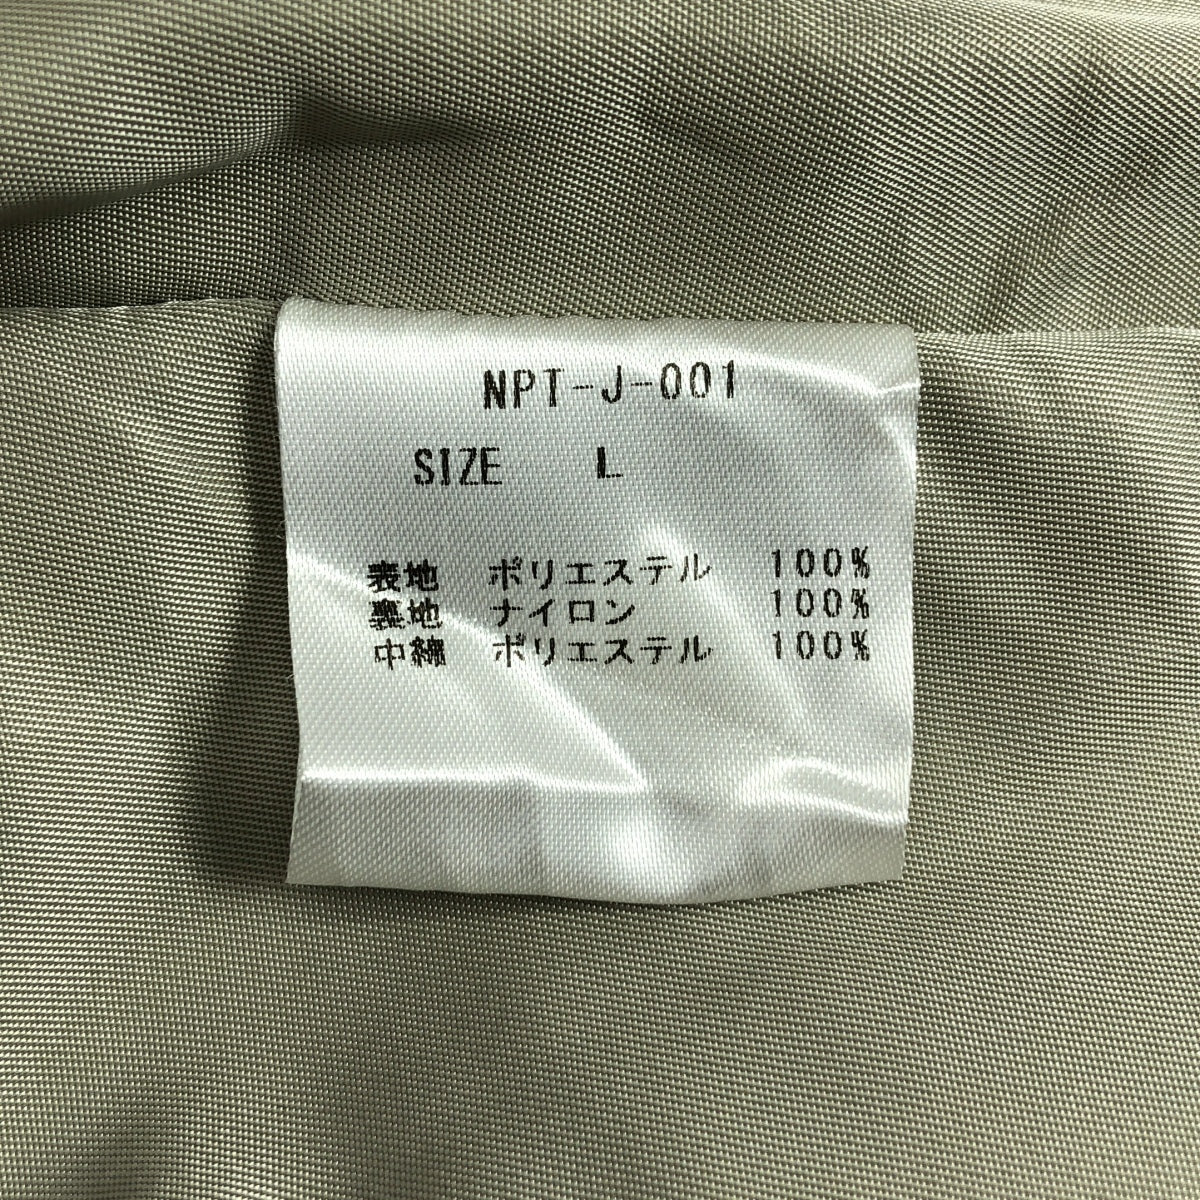 NPT-J-001
SIZE L
表地 ポリエステル 100%
裏地 ナイロン 100%
中綿 ポリエステル 100%